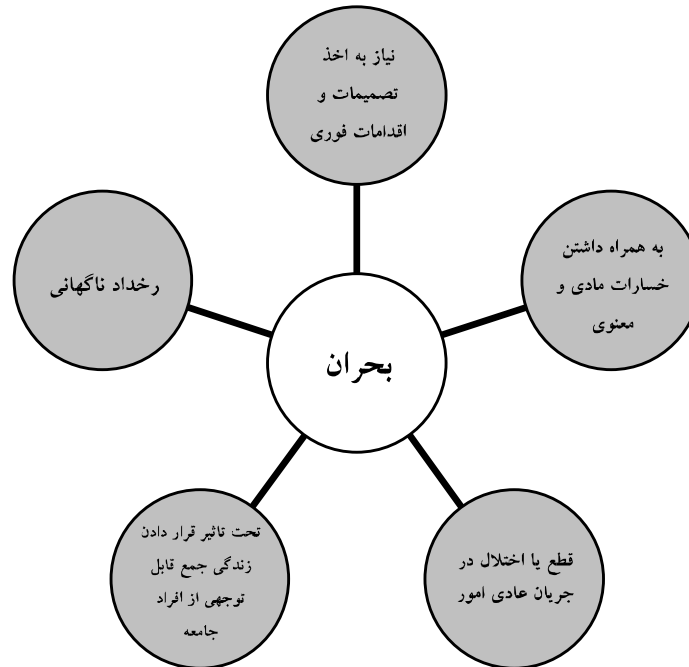 نیاز به اخذ
تصمیمات و
اقدامات فوری
به همراه داشتن
خسارات مادی و
معنوی
رخداد ناگهانی
بحران
قطع یا اختلال در
جریان عادی امور
تحت تاثیر قرار دادن
زندگی جمع قابل
توجهی از افراد
جامعه